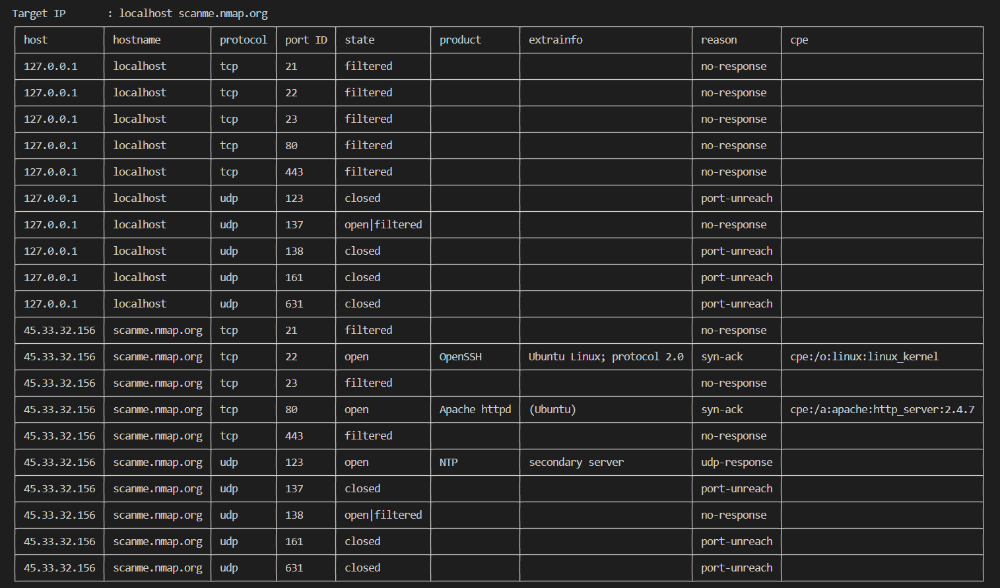 Target IP : localhost scanme.nmap.org
host hostname protocol port ID state product extrainfo reason cpe
127.0.0.1 localhost tcp 21 filtered no-response
127.0.0.1 localhost tcp 22 filtered no-response
127.0.0.1 localhost tcp 23 filtered no-response
127.0.0.1 localhost tcp 80 filtered no-response
127.0.0.1 localhost tcp 443 filtered no-response
127.0.0.1 localhost udp 123 closed port-unreach
127.0.0.1 localhost udp 137 open|filtered no-response
127.0.0.1 localhost udp 138 closed port-unreach
127.0.0.1 localhost udp 161 closed port-unreach
127.0.0.1 localhost udp 631 closed port-unreach
45.33.32.156 scanme.nmap.org tcp 21 filtered no-response
45.33.32.156 scanme.nmap.org tcp 22 open OpenSSH Ubuntu Linux; protocol 2.0 syn-ack cpe:/o:linux:linux_kernel
45.33.32.156 scanme.nmap.org tcp 23 filtered no-response
45.33.32.156 scanme.nmap.org tcp 80 open Apache httpd (Ubuntu) syn-ack cpe:/a:apache:http_server:2.4.7
45.33.32.156 scanme.nmap.org tcp 443 filtered no-response
45.33.32.156 scanme.nmap.org udp 123 open NTP secondary server udp-response
45.33.32.156 scanme.nmap.org udp 137 closed port-unreach
45.33.32.156 scanme.nmap.org udp 138 open|filtered no-response
45.33.32.156 scanme.nmap.org udp 161 closed port-unreach
45.33.32.156 scanme.nmap.org udp 631 closed port-unreach